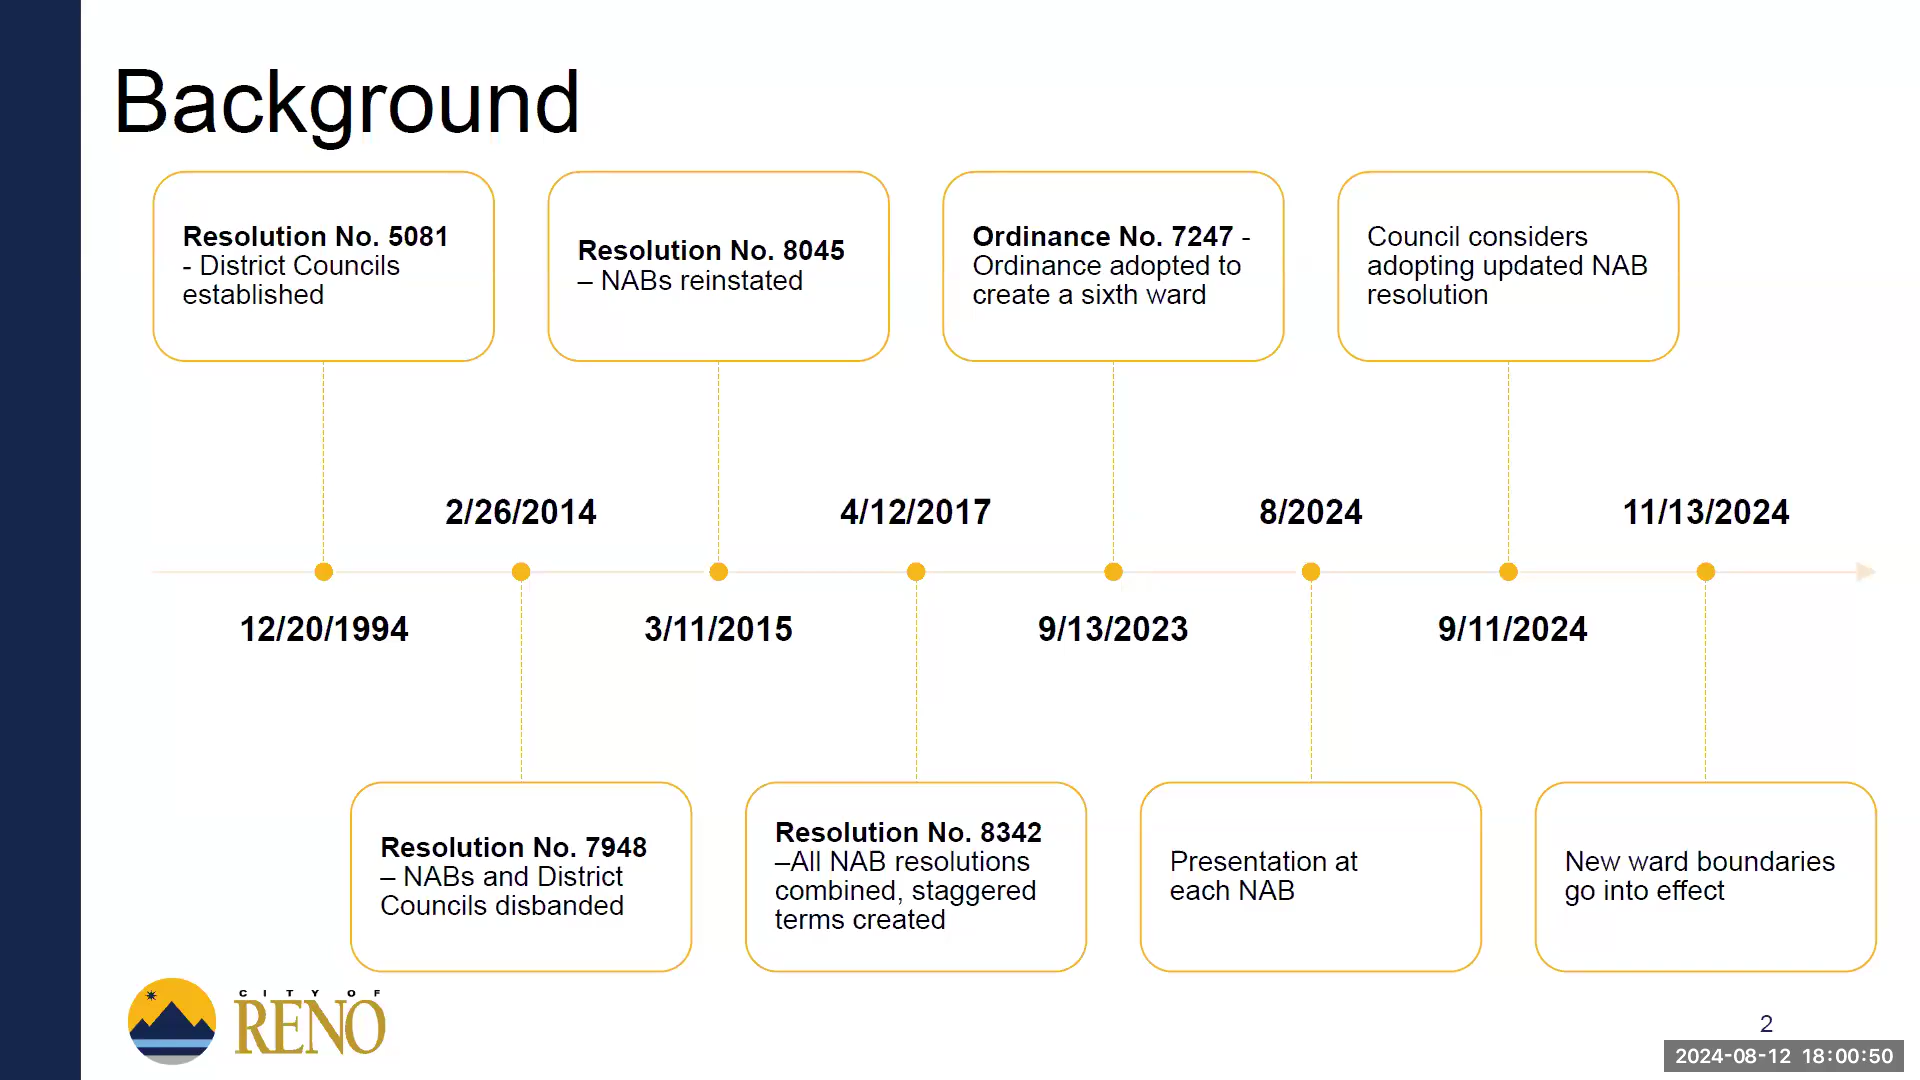 Background
Resolution No. 5081
- District Councils
established
Resolution No. 8045
– NABs reinstated
Ordinance No. 7247 -
Ordinance adopted to
create a sixth ward
Council considers
adopting updated NAB
resolution
2/26/2014
4/12/2017
8/2024
11/13/2024
12/20/1994
3/11/2015
9/13/2023
9/11/2024
Resolution No. 7948
– NABs and District
Councils disbanded
Resolution No. 8342
–All NAB resolutions
combined, staggered
terms created
Presentation at
each NAB
New ward boundaries
go into effect
CITY OF
RENO
2
2024-08-12 18:00:50